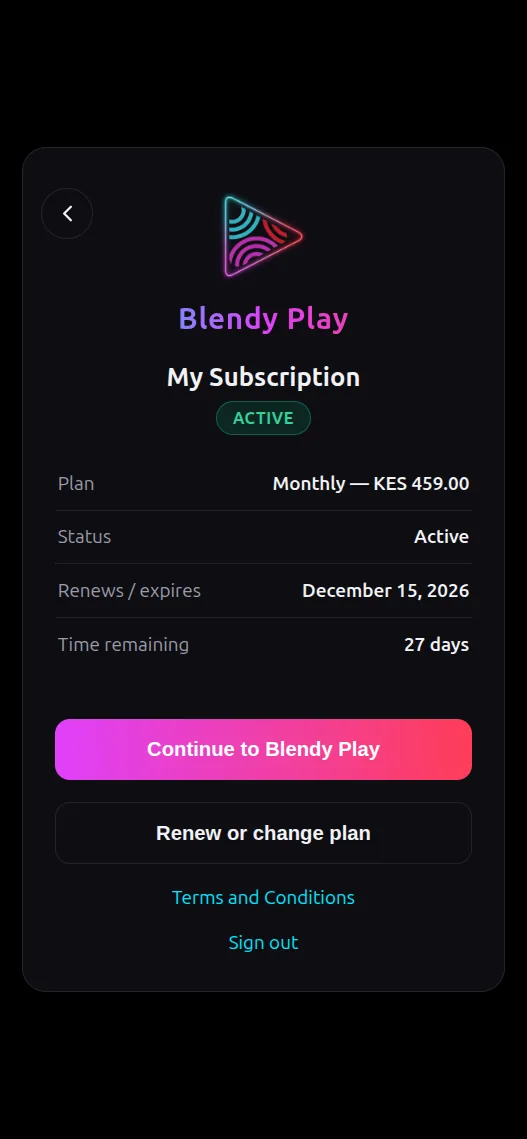 Blendy Play
My Subscription
ACTIVE
Plan Monthly — KES 459.00
Status Active
Renews / expires December 15, 2026
Time remaining 27 days
Continue to Blendy Play
Renew or change plan
Terms and Conditions
Sign out